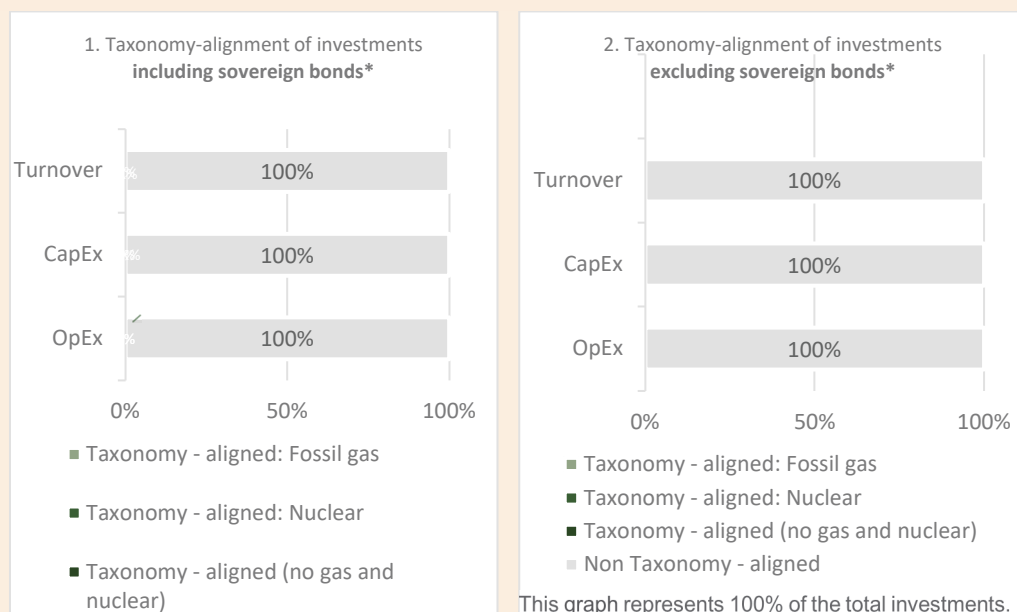 1. Taxonomy-alignment of investments
including sovereign bonds*
Turnover
100%
CapEx
100%
OpEx
100%
0%
50%
100%
Taxonomy - aligned: Fossil gas
Taxonomy - aligned: Nuclear
Taxonomy - aligned (no gas and
nuclear)
2. Taxonomy-alignment of investments
excluding sovereign bonds*
Turnover
100%
CapEx
100%
OpEx
100%
0%
50%
100%
Taxonomy - aligned: Fossil gas
Taxonomy - aligned: Nuclear
Taxonomy - aligned (no gas and nuclear)
Non Taxonomy - aligned
This graph represents 100% of the total investments.